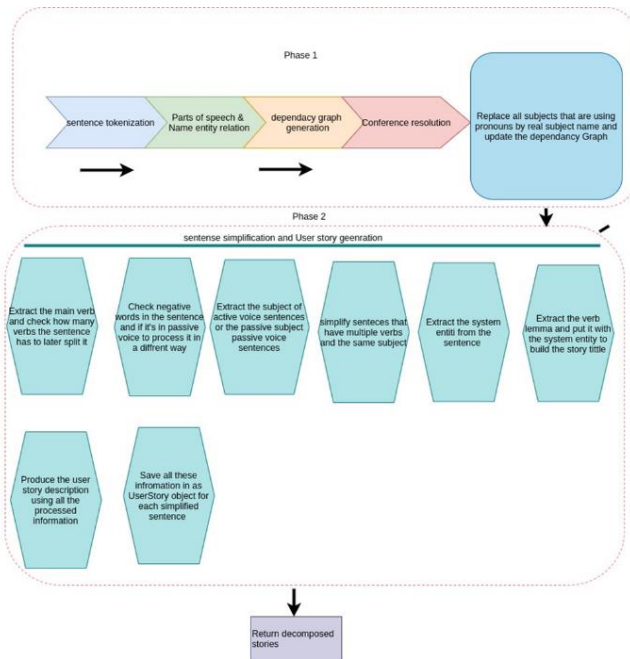 Phase 1
sentence tokenization
Parts of speech &
Name entity relation
dependacy graph
generation
Conference resolution
Replace all subjects that are using
pronouns by real subject name and
update the dependancy Graph
Phase 2
sentense simplification and User story geenration
Extract the main verb
and check how many
verbs the sentence
has to later split it
Check negative
words in the sentence
and if it's in passive
voice to process it in
a diffrent way
Extract the subject of
active voice sentences
or the passive subject
passive voice
sentences
simplify senteces that
have multiple verbs
and the same subject
Extract the system
entiti from the
sentence
Extract the verb
lemma and put it with
the system entity to
build the story tittle
Produce the user
story description
using all the
processed
information
Save all these
infromation in as
UserStory object for
each simplified
sentence
Return decomposed
stories